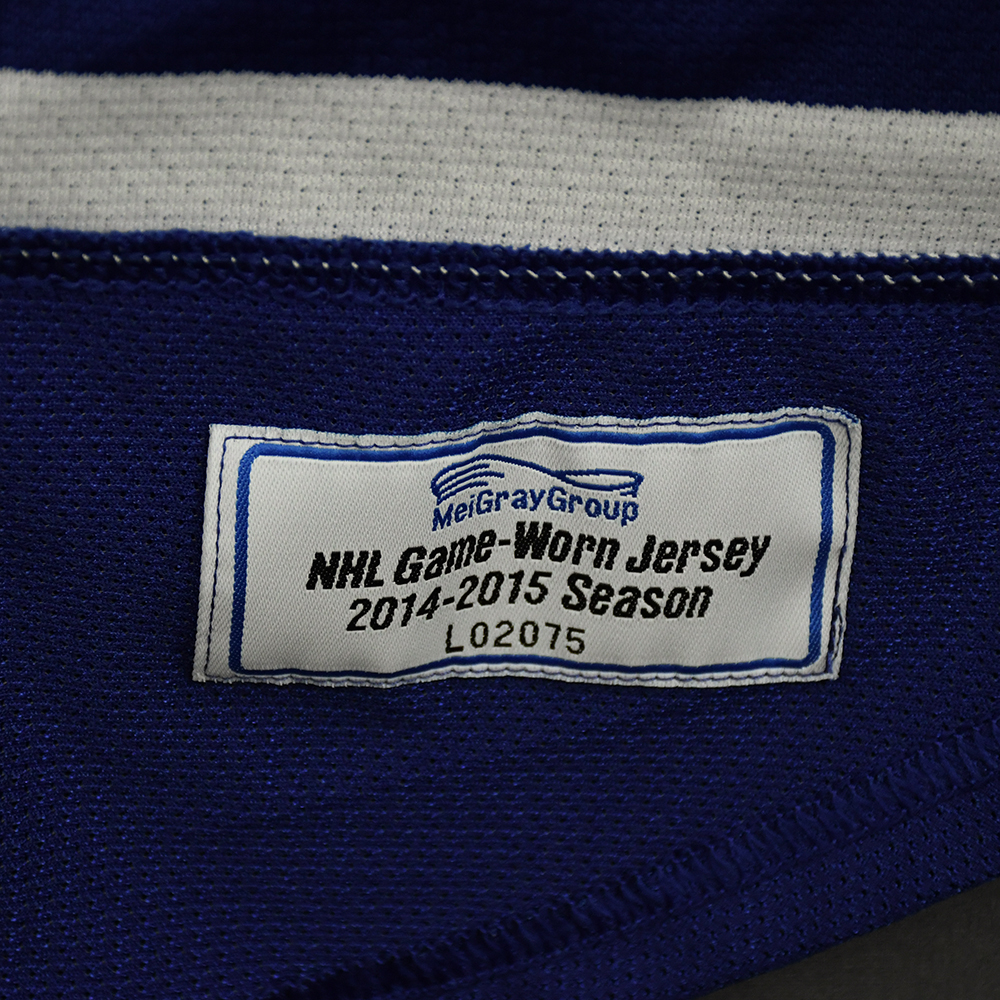 MeiGrayGroup
NHL Game-Worn Jersey
2014-2015 Season
L02075